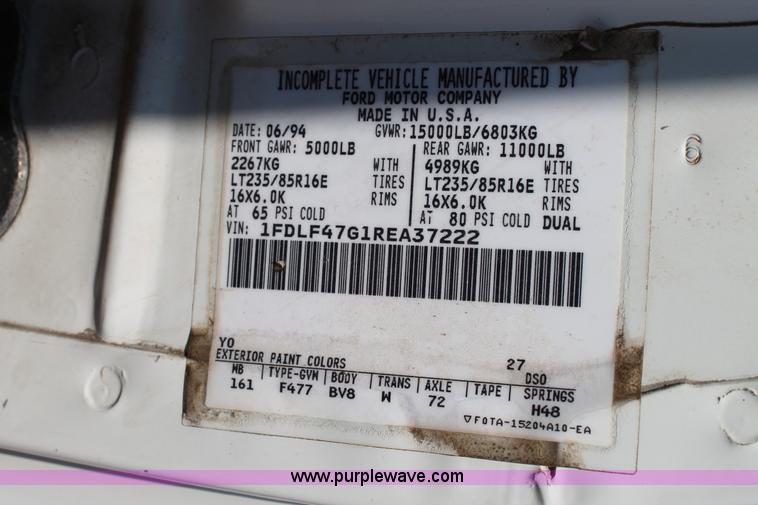 INCOMPLETE VEHICLE MANUFACTURED BY
FORD MOTOR COMPANY
MADE IN U.S.A.
DATE: 06/94 GVWR: 15000LB/6803KG
FRONT GAWR: 5000LB REAR GAWR: 11000LB
2267KG WITH 4989KG WITH
LT235/85R16E TIRES LT235/85R16E TIRES
16X6.0K RIMS 16X6.0K RIMS
AT 65 PSI COLD AT 80 PSI COLD DUAL
VIN: 1FDLF47G1REA37222
YO
EXTERIOR PAINT COLORS 27 DSO
WB TYPE-GVM BODY TRANS AXLE TAPE SPRINGS
161 F477 BV8 W 72 H48
▽F0TA-15204A10-EA
6
6
www.purplewave.com